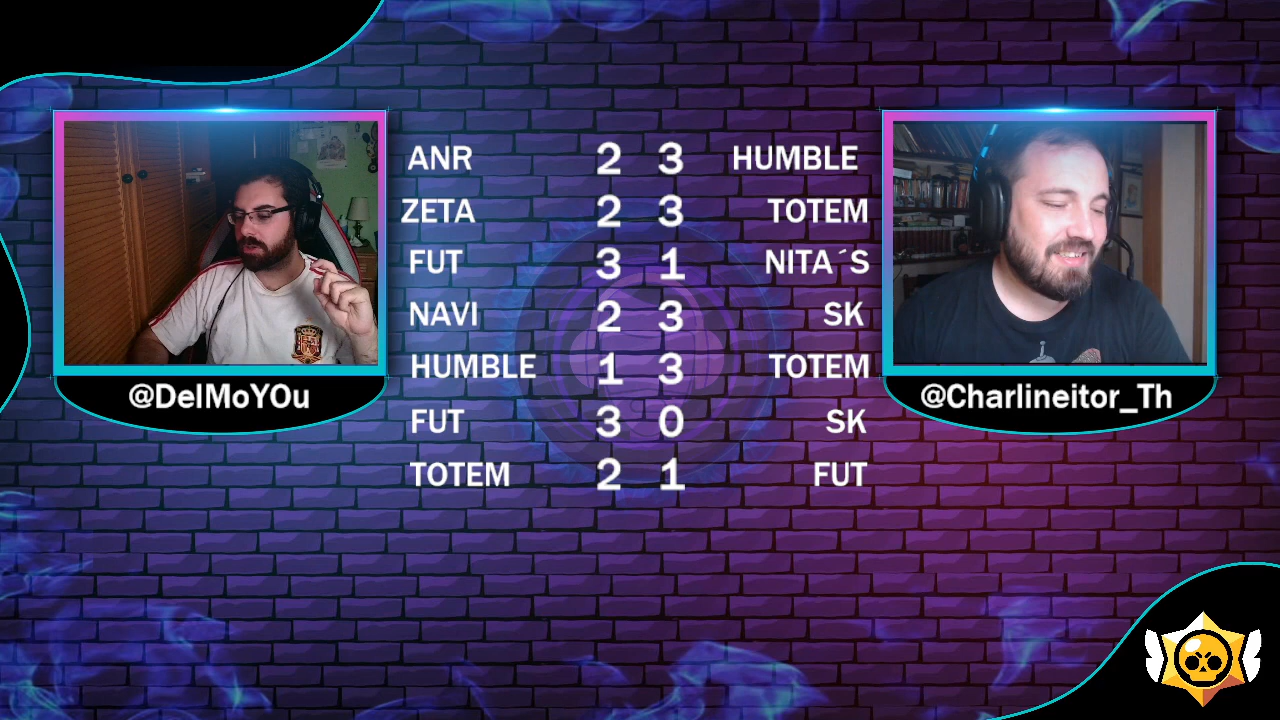 ANR 2 3 HUMBLE
ZETA 2 3 TOTEM
FUT 3 1 NITA´S
NAVI 2 3 SK
HUMBLE 1 3 TOTEM
FUT 3 0 SK
TOTEM 2 1 FUT
@DelMoYOu
@Charlineitor_Th